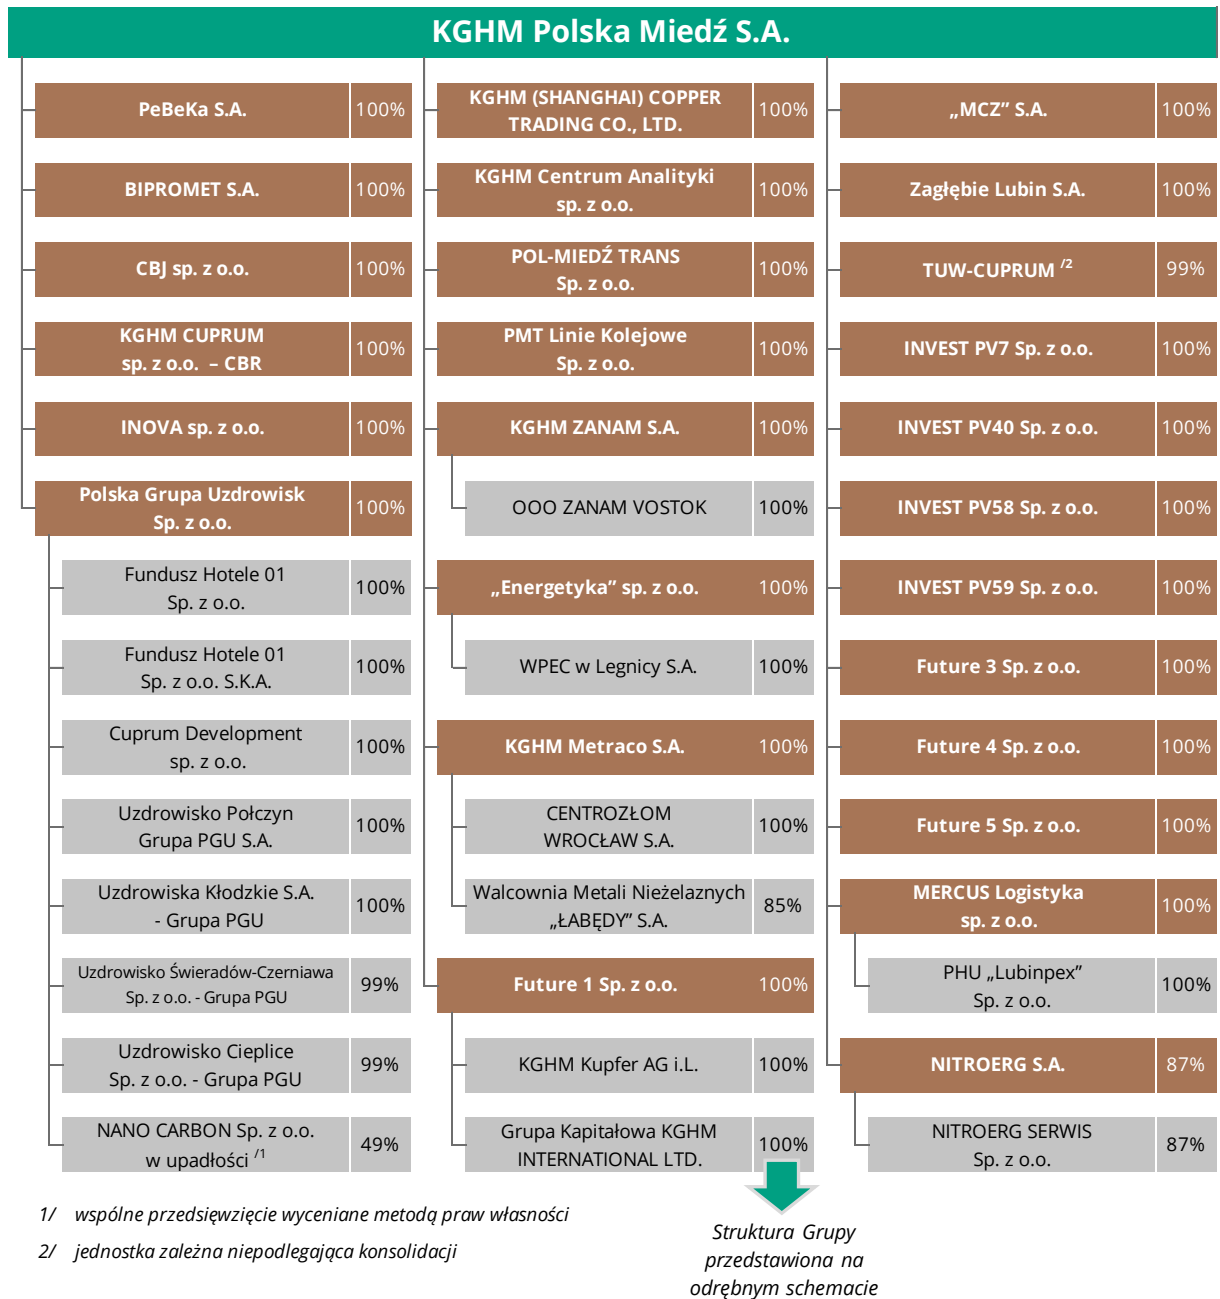 KGHM Polska Miedź S.A.
PeBeKa S.A.
100%
BIPROMET S.A.
100%
CBJ sp. z o.o.
100%
KGHM CUPRUM
sp. z o.o. – CBR
100%
INOVA sp. z o.o.
100%
Polska Grupa Uzdrowisk
Sp. z o.o.
100%
Fundusz Hotele 01
Sp. z o.o.
100%
Fundusz Hotele 01
Sp. z o.o. S.K.A.
100%
Cuprum Development
sp. z o.o.
100%
Uzdrowisko Połczyn
Grupa PGU S.A.
100%
Uzdrowiska Kłodzkie S.A.
- Grupa PGU
100%
Uzdrowisko Świeradów-Czerniawa
Sp. z o.o. - Grupa PGU
99%
Uzdrowisko Cieplice
Sp. z o.o. - Grupa PGU
99%
NANO CARBON Sp. z o.o.
w upadłości /1
49%
KGHM (SHANGHAI) COPPER
TRADING CO., LTD.
100%
KGHM Centrum Analityki
sp. z o.o.
100%
POL-MIEDŹ TRANS
Sp. z o.o.
100%
PMT Linie Kolejowe
Sp. z o.o.
100%
KGHM ZANAM S.A.
100%
OOO ZANAM VOSTOK
100%
„Energetyka” sp. z o.o.
100%
WPEC w Legnicy S.A.
100%
KGHM Metraco S.A.
100%
CENTROZŁOM
WROCŁAW S.A.
100%
Walcownia Metali Nieżelaznych
„ŁABĘDY” S.A.
85%
Future 1 Sp. z o.o.
100%
KGHM Kupfer AG i.L.
100%
Grupa Kapitałowa KGHM
INTERNATIONAL LTD.
100%
„MCZ” S.A.
100%
Zagłębie Lubin S.A.
100%
TUW-CUPRUM /2
99%
INVEST PV7 Sp. z o.o.
100%
INVEST PV40 Sp. z o.o.
100%
INVEST PV58 Sp. z o.o.
100%
INVEST PV59 Sp. z o.o.
100%
Future 3 Sp. z o.o.
100%
Future 4 Sp. z o.o.
100%
Future 5 Sp. z o.o.
100%
MERCUS Logistyka
sp. z o.o.
100%
PHU „Lubinpex”
Sp. z o.o.
100%
NITROERG S.A.
87%
NITROERG SERWIS
Sp. z o.o.
87%
1/ wspólne przedsięwzięcie wyceniane metodą praw własności
2/ jednostka zależna niepodlegająca konsolidacji
Struktura Grupy
przedstawiona na
odrębnym schemacie